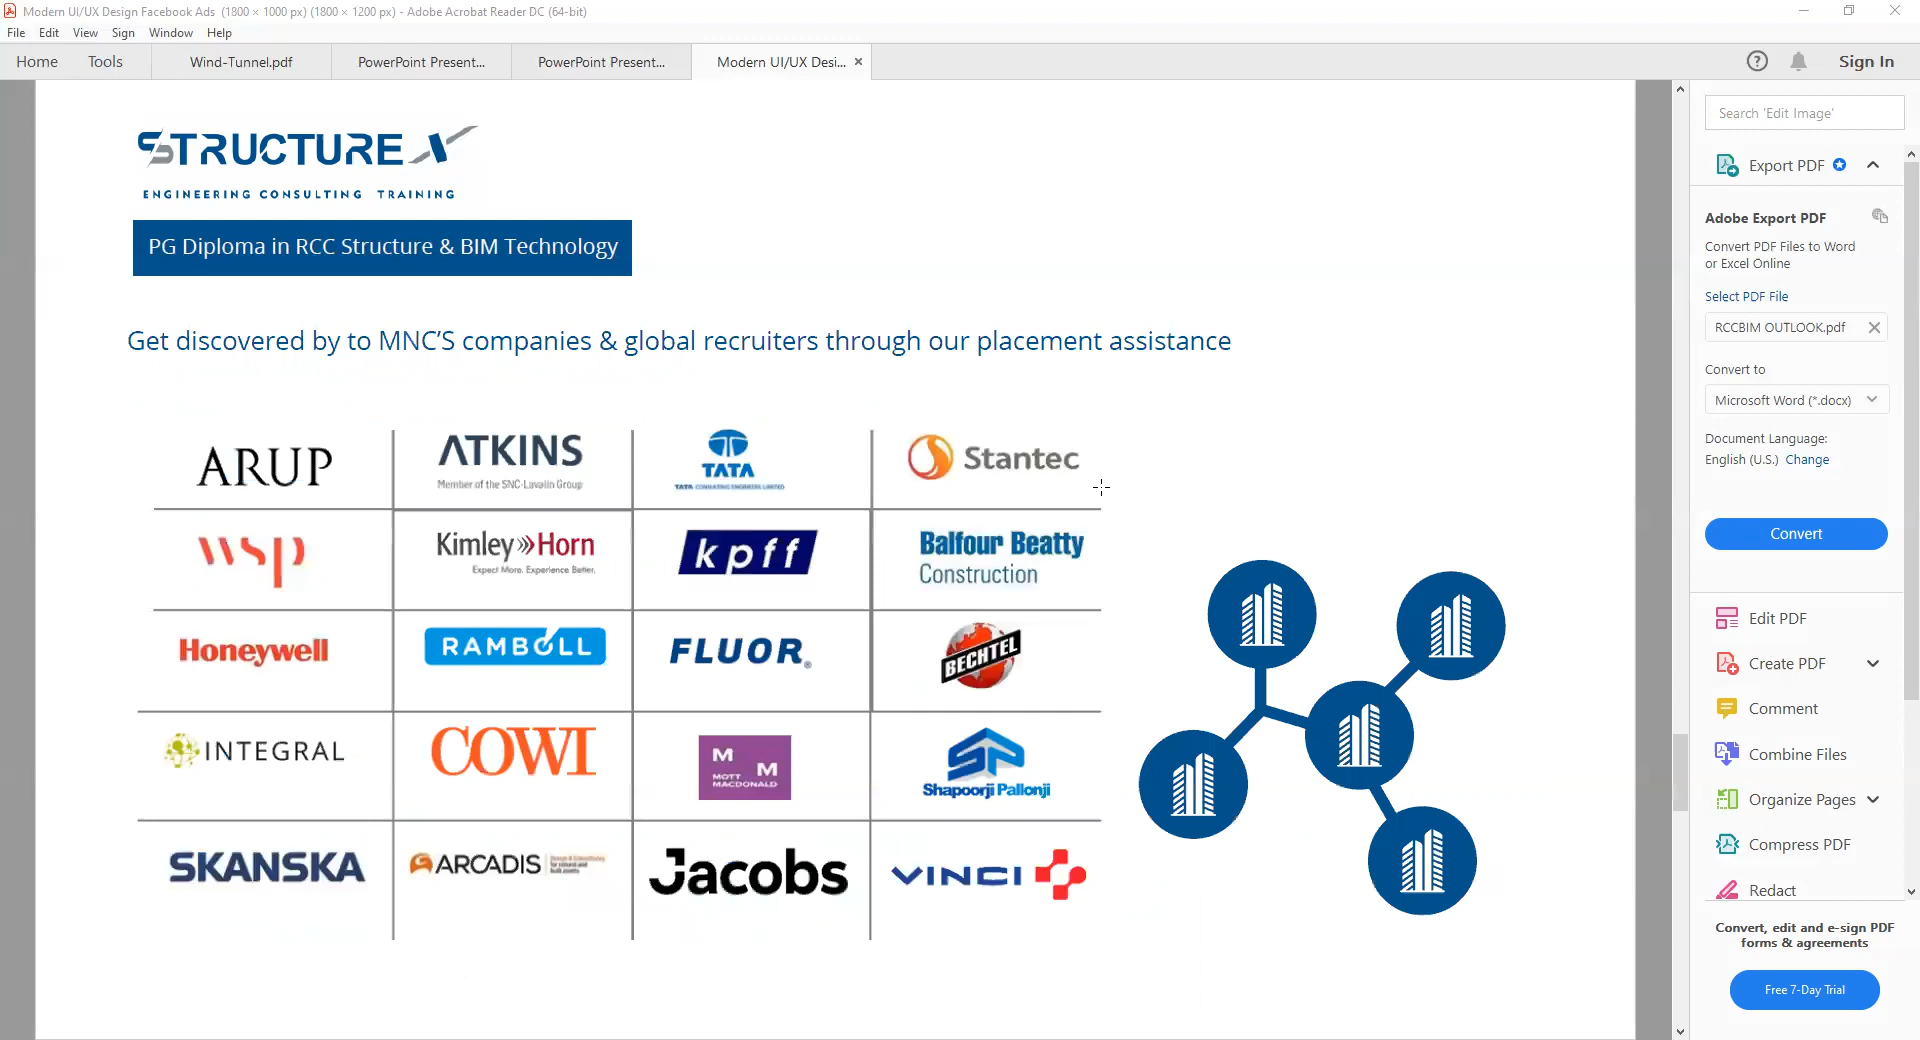 Modern UI/UX Design Facebook Ads (1800 × 1000 px) (1800 × 1200 px) - Adobe Acrobat Reader DC (64-bit)
File Edit View Sign Window Help
Home Tools Wind-Tunnel.pdf PowerPoint Present... PowerPoint Present... Modern UI/UX Desi... × ? Sign In
STRUCTURE X
ENGINEERING CONSULTING TRAINING
PG Diploma in RCC Structure & BIM Technology
Get discovered by to MNC'S companies & global recruiters through our placement assistance
ARUP
ATKINS
Member of the SNC-Lavalin Group
TATA
TATA CONSULTING ENGINEERS LIMITED
Stantec
wsp
Kimley»Horn
Expect More. Experience Better.
kpff
Balfour Beatty
Construction
Honeywell
RAMBOLL
FLUOR®
BECHTEL
INTEGRAL
COWI
M M
MOTT
MACDONALD
SP
Shapoorji Pallonji
SKANSKA
ARCADIS
Jacobs
VINCI
Search 'Edit Image'
Export PDF
Adobe Export PDF
Convert PDF Files to Word
or Excel Online
Select PDF File
RCCBIM OUTLOOK.pdf
Convert to
Microsoft Word (*.docx)
Document Language:
English (U.S.) Change
Convert
Edit PDF
Create PDF
Comment
Combine Files
Organize Pages
Compress PDF
Redact
Convert, edit and e-sign PDF
forms & agreements
Free 7-Day Trial